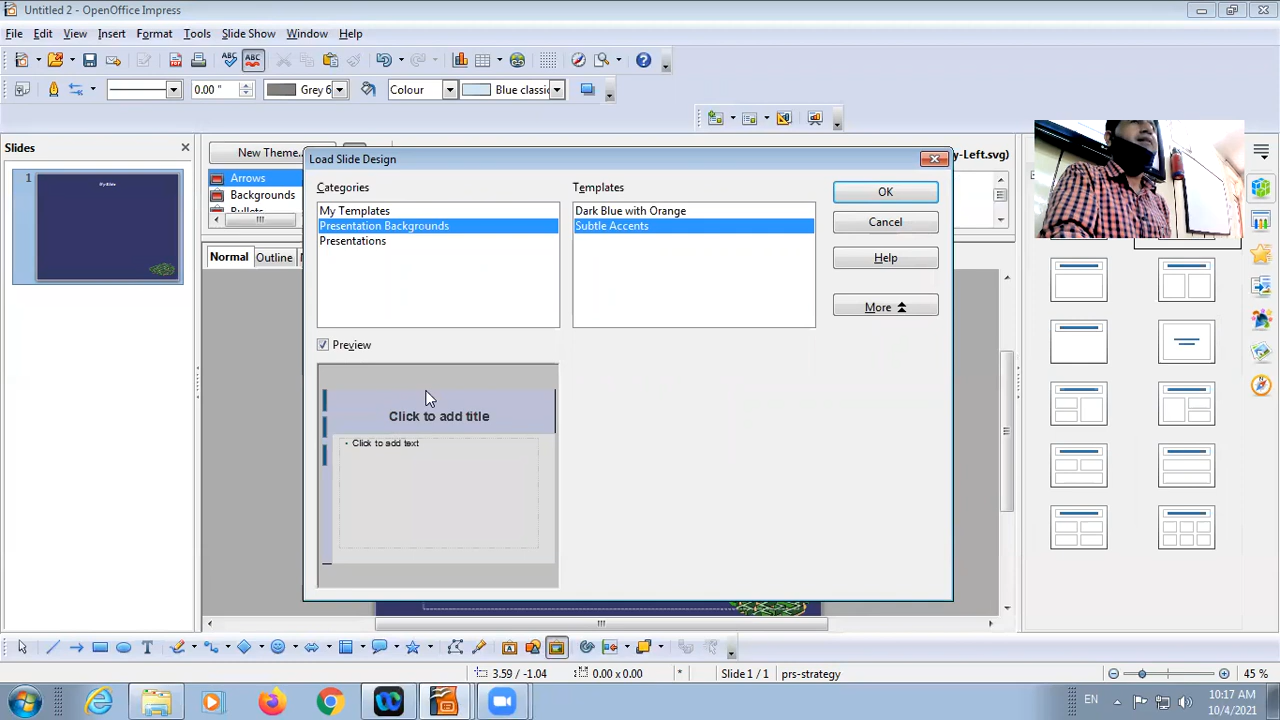 Untitled 2 - OpenOffice Impress
File Edit View Insert Format Tools Slide Show Window Help
ABC ABC
0.00 " Grey 6 Colour Blue classic
Slides
New Theme...
y-Left.svg)
Arrows
Backgrounds
Bullets
Normal Outline
1
Load Slide Design
Categories
My Templates
Presentation Backgrounds
Presentations
Templates
Dark Blue with Orange
Subtle Accents
OK
Cancel
Help
More
Preview
Click to add title
• Click to add text
3.59 / -1.04 0.00 x 0.00 * Slide 1 / 1 prs-strategy 45 %
EN
10:17 AM
10/4/2021